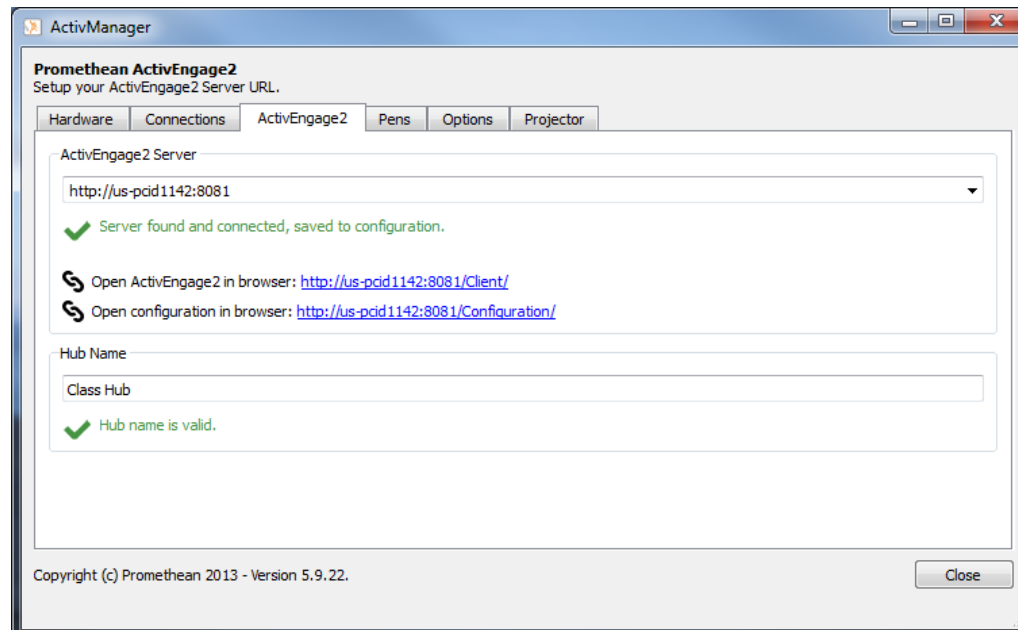 ActivManager
Promethean ActivEngage2
Setup your ActivEngage2 Server URL.
Hardware Connections ActivEngage2 Pens Options Projector
ActivEngage2 Server
http://us-pcid1142:8081
Server found and connected, saved to configuration.
Open ActivEngage2 in browser: http://us-pcid1142:8081/Client/
Open configuration in browser: http://us-pcid1142:8081/Configuration/
Hub Name
Class Hub
Hub name is valid.
Copyright (c) Promethean 2013 - Version 5.9.22. Close